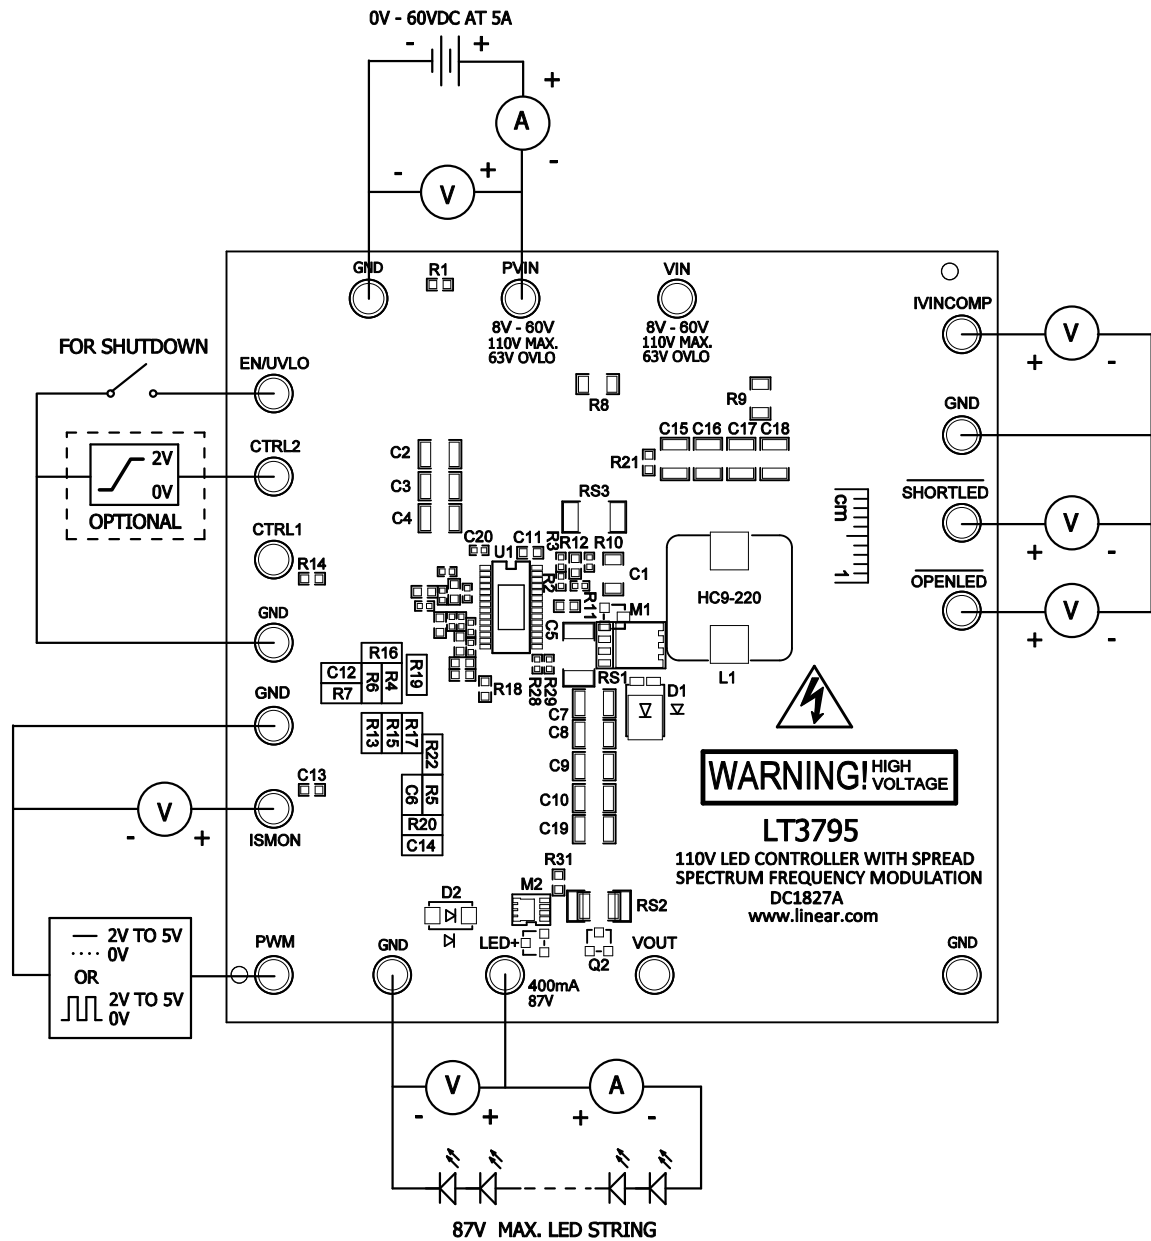 0V - 60VDC AT 5A
- +
+
A
-
- +
V
GND
R1
PVIN
8V - 60V
110V MAX.
63V OVLO
VIN
8V - 60V
110V MAX.
63V OVLO
IVINCOMP
V
+ -
FOR SHUTDOWN
EN/UVLO
CTRL2
2V
0V
OPTIONAL
CTRL1
R14
GND
GND
C13
V
- +
ISMON
2V TO 5V
0V
OR
2V TO 5V
0V
PWM
R8
R9
C15 C16 C17 C18
R21
C2
C3
C4
RS3
C20
U1
C11
R3
R12
R10
R2
C1
R11
M1
C5
HC9-220
L1
RS1
D1
R16
C12
R7
R6
R4
R19
R18
R28
R29
R13
R15
R17
R22
C6
R5
R20
C14
C7
C8
C9
C10
C19
GND
SHORTLED
V
+ -
OPENLED
V
+ -
cm
1
WARNING! HIGH VOLTAGE
LT3795
110V LED CONTROLLER WITH SPREAD
SPECTRUM FREQUENCY MODULATION
DC1827A
www.linear.com
R31
D2
M2
RS2
GND
LED+
400mA
87V
Q2
VOUT
GND
V
- +
A
+ -
87V MAX. LED STRING